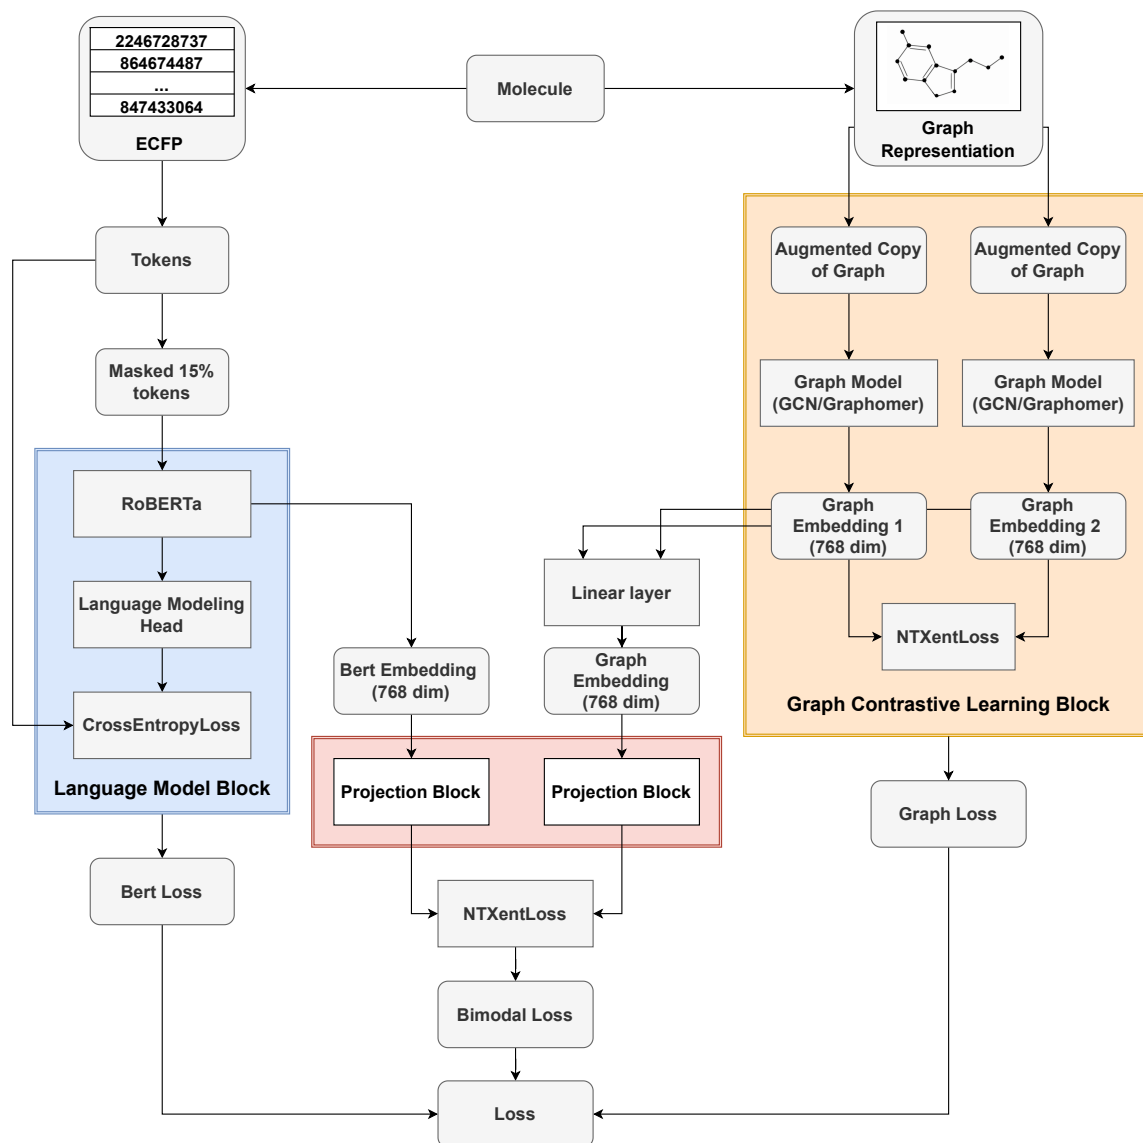 2246728737
864674487
...
847433064
ECFP
Molecule
Graph
Representiation
Tokens
Augmented Copy
of Graph
Augmented Copy
of Graph
Masked 15%
tokens
Graph Model
(GCN/Graphomer)
Graph Model
(GCN/Graphomer)
RoBERTa
Graph
Embedding 1
(768 dim)
Graph
Embedding 2
(768 dim)
Language Modeling
Head
Linear layer
NTXentLoss
Bert Embedding
(768 dim)
Graph
Embedding
(768 dim)
CrossEntropyLoss
Graph Contrastive Learning Block
Language Model Block
Projection Block
Projection Block
Graph Loss
Bert Loss
NTXentLoss
Bimodal Loss
Loss